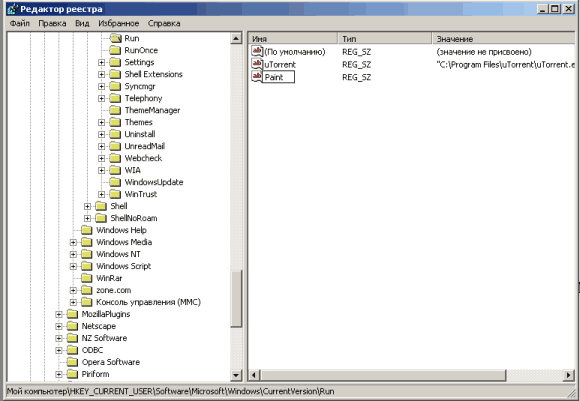 Редактор реестра
Файл Правка Вид Избранное Справка
Run
RunOnce
Settings
Shell Extensions
Syncmgr
Telephony
ThemeManager
Themes
Uninstall
UnreadMail
Webcheck
WIA
WindowsUpdate
WinTrust
Shell
ShellNoRoam
Windows Help
Windows Media
Windows NT
Windows Script
WinRar
zone.com
Консоль управления (MMC)
MozillaPlugins
Netscape
NZ Software
ODBC
Opera Software
Piriform
Имя Тип Значение
(По умолчанию) REG_SZ (значение не присвоено)
uTorrent REG_SZ "C:\Program Files\uTorrent\uTorrent.e
Paint REG_SZ
Мой компьютер\HKEY_CURRENT_USER\Software\Microsoft\Windows\CurrentVersion\Run